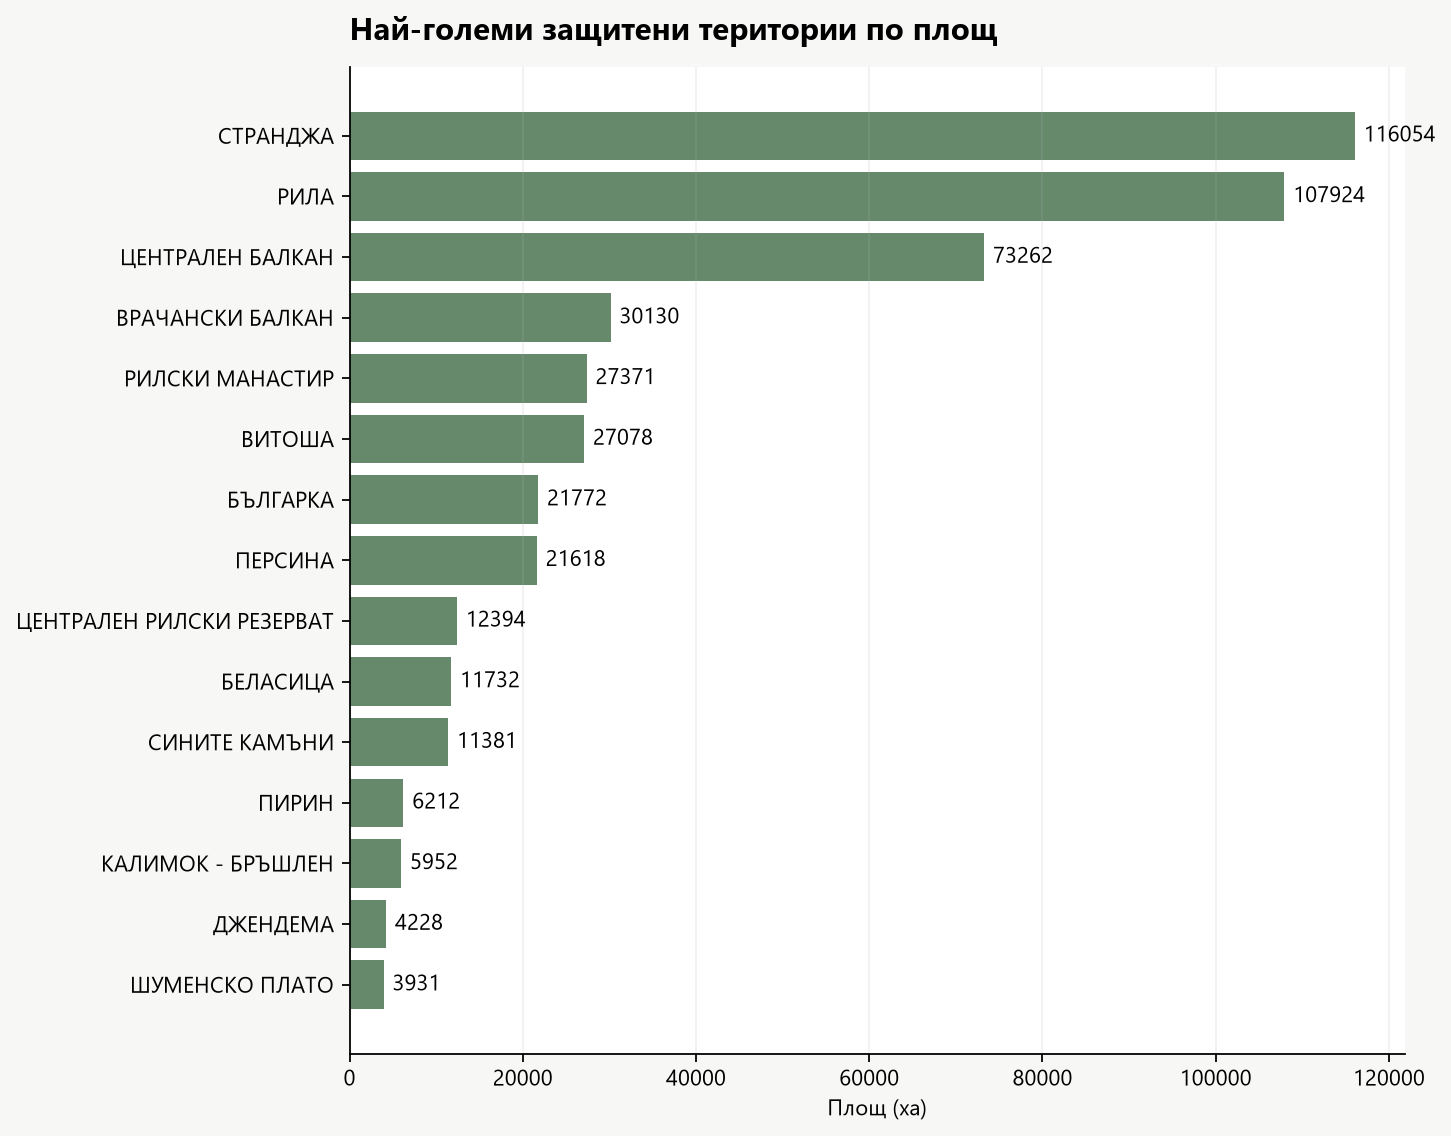 Най-големи защитени територии по площ
СТРАНДЖА 116054
РИЛА 107924
ЦЕНТРАЛЕН БАЛКАН 73262
ВРАЧАНСКИ БАЛКАН 30130
РИЛСКИ МАНАСТИР 27371
ВИТОША 27078
БЪЛГАРКА 21772
ПЕРСИНА 21618
ЦЕНТРАЛЕН РИЛСКИ РЕЗЕРВАТ 12394
БЕЛАСИЦА 11732
СИНИТЕ КАМЪНИ 11381
ПИРИН 6212
КАЛИМОК - БРЪШЛЕН 5952
ДЖЕНДЕМА 4228
ШУМЕНСКО ПЛАТО 3931
0 20000 40000 60000 80000 100000 120000
Площ (ха)